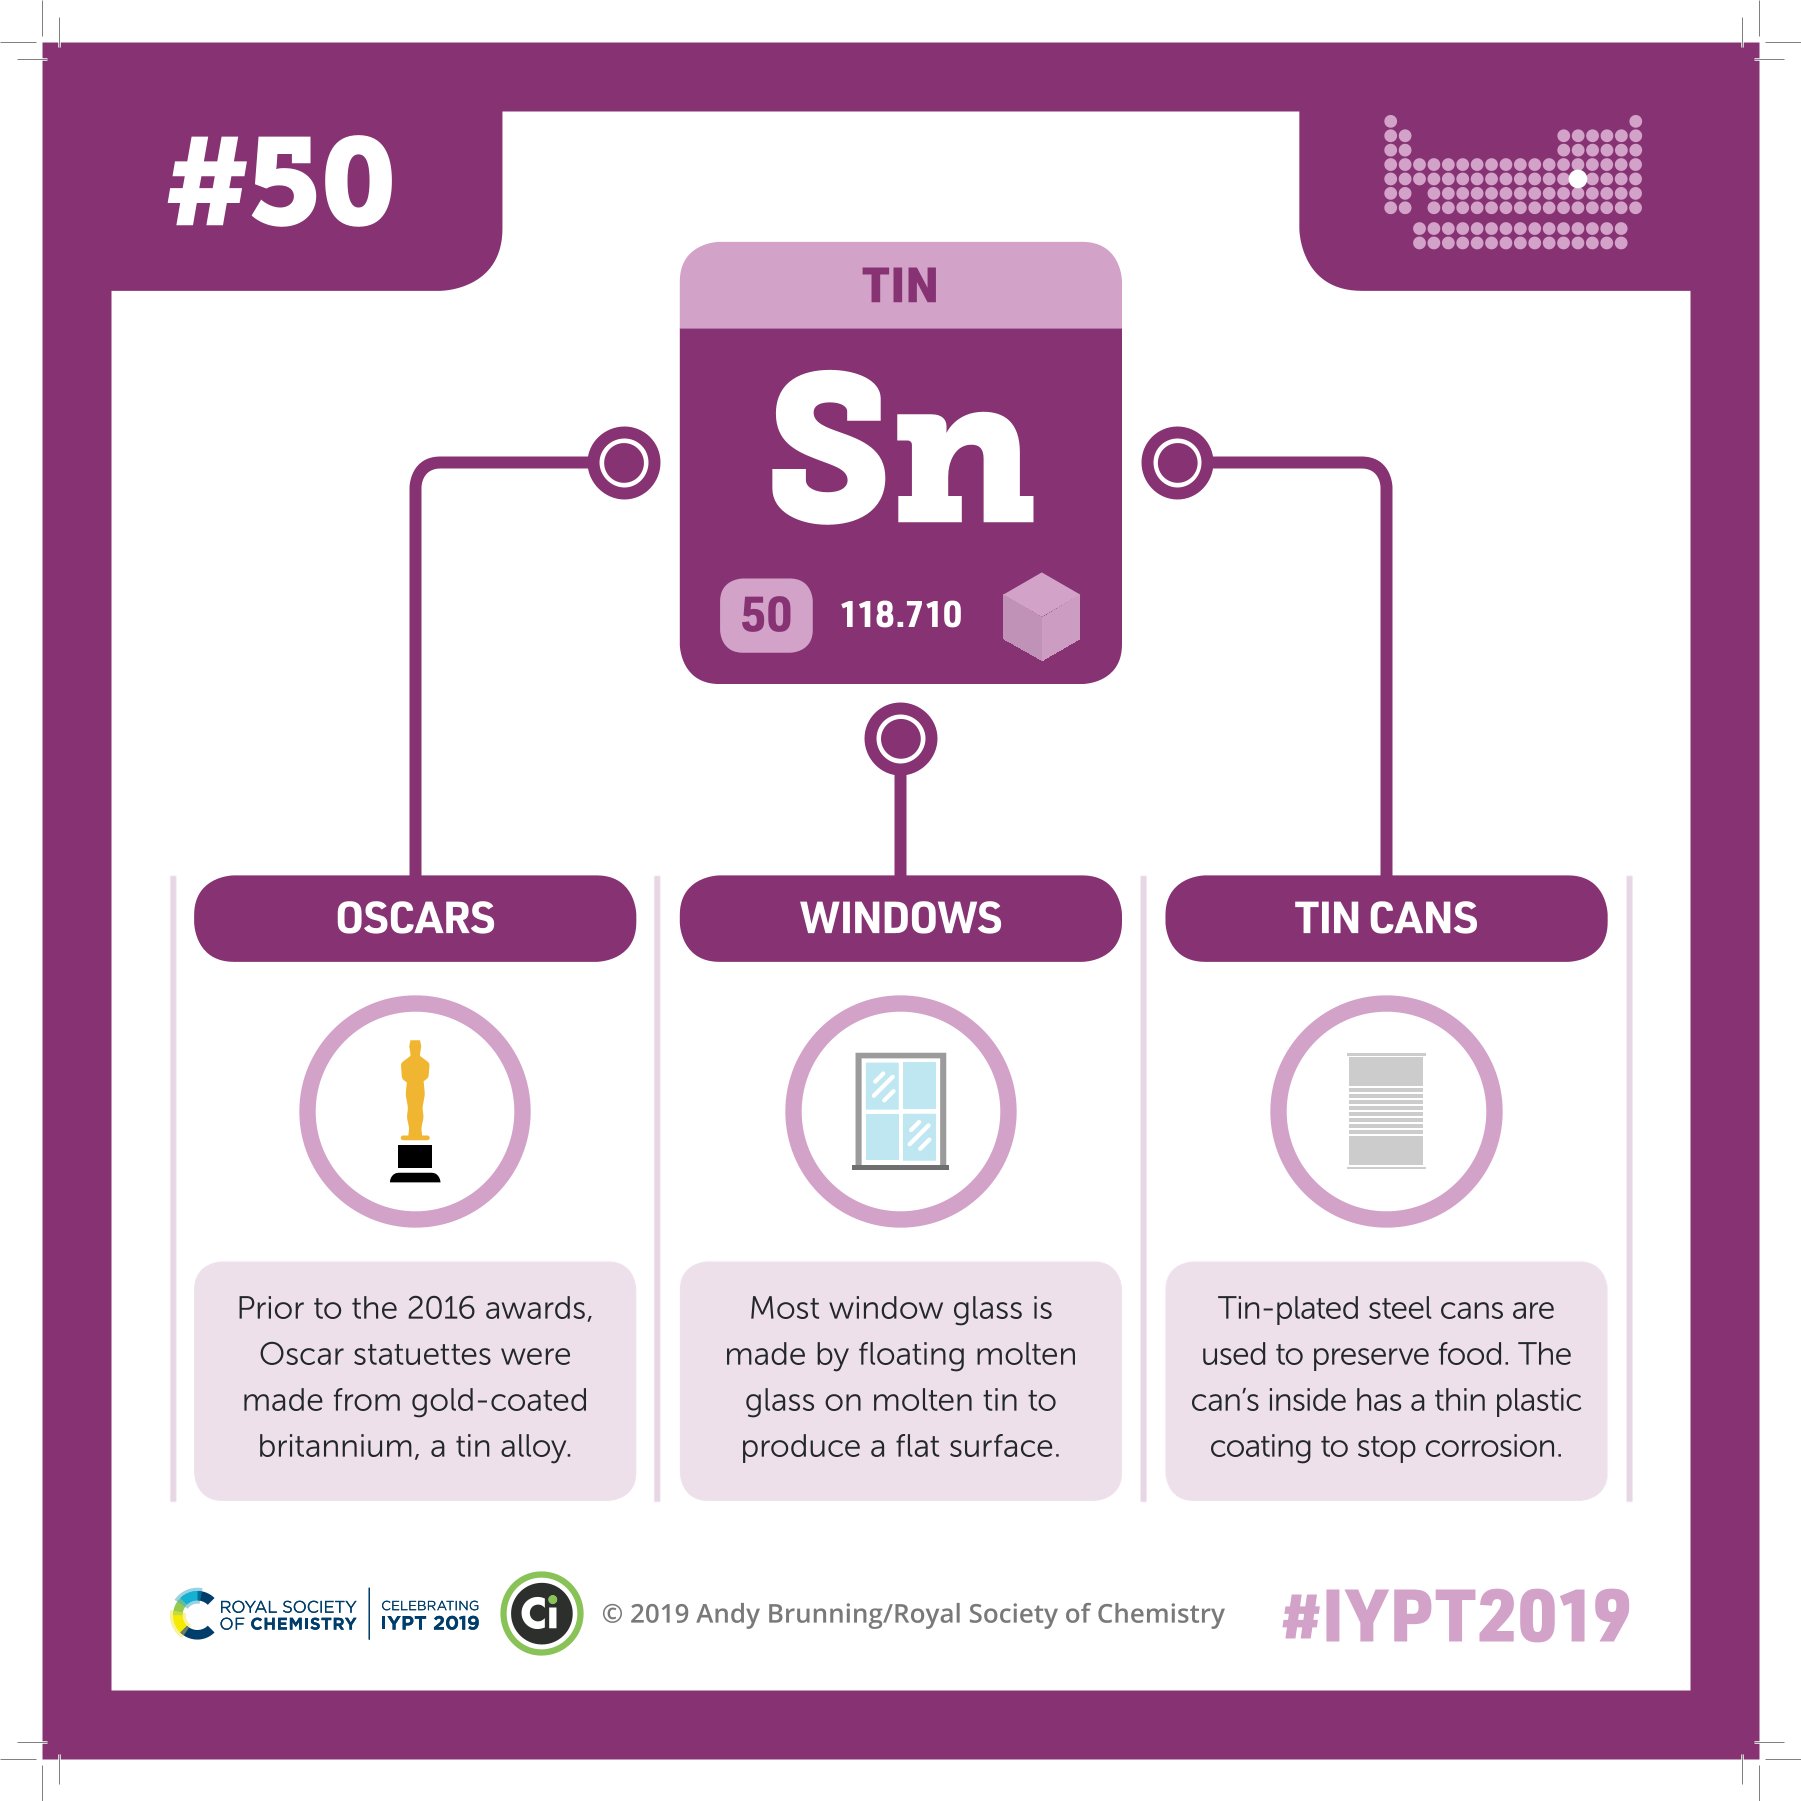 #50
TIN
Sn
50
118.710
OSCARS
WINDOWS
TIN CANS
Prior to the 2016 awards,
Oscar statuettes were
made from gold-coated
britannium, a tin alloy.
Most window glass is
made by floating molten
glass on molten tin to
produce a flat surface.
Tin-plated steel cans are
used to preserve food. The
can's inside has a thin plastic
coating to stop corrosion.
ROYAL SOCIETY
OF CHEMISTRY
CELEBRATING
IYPT 2019
Ci
© 2019 Andy Brunning/Royal Society of Chemistry
#IYPT2019